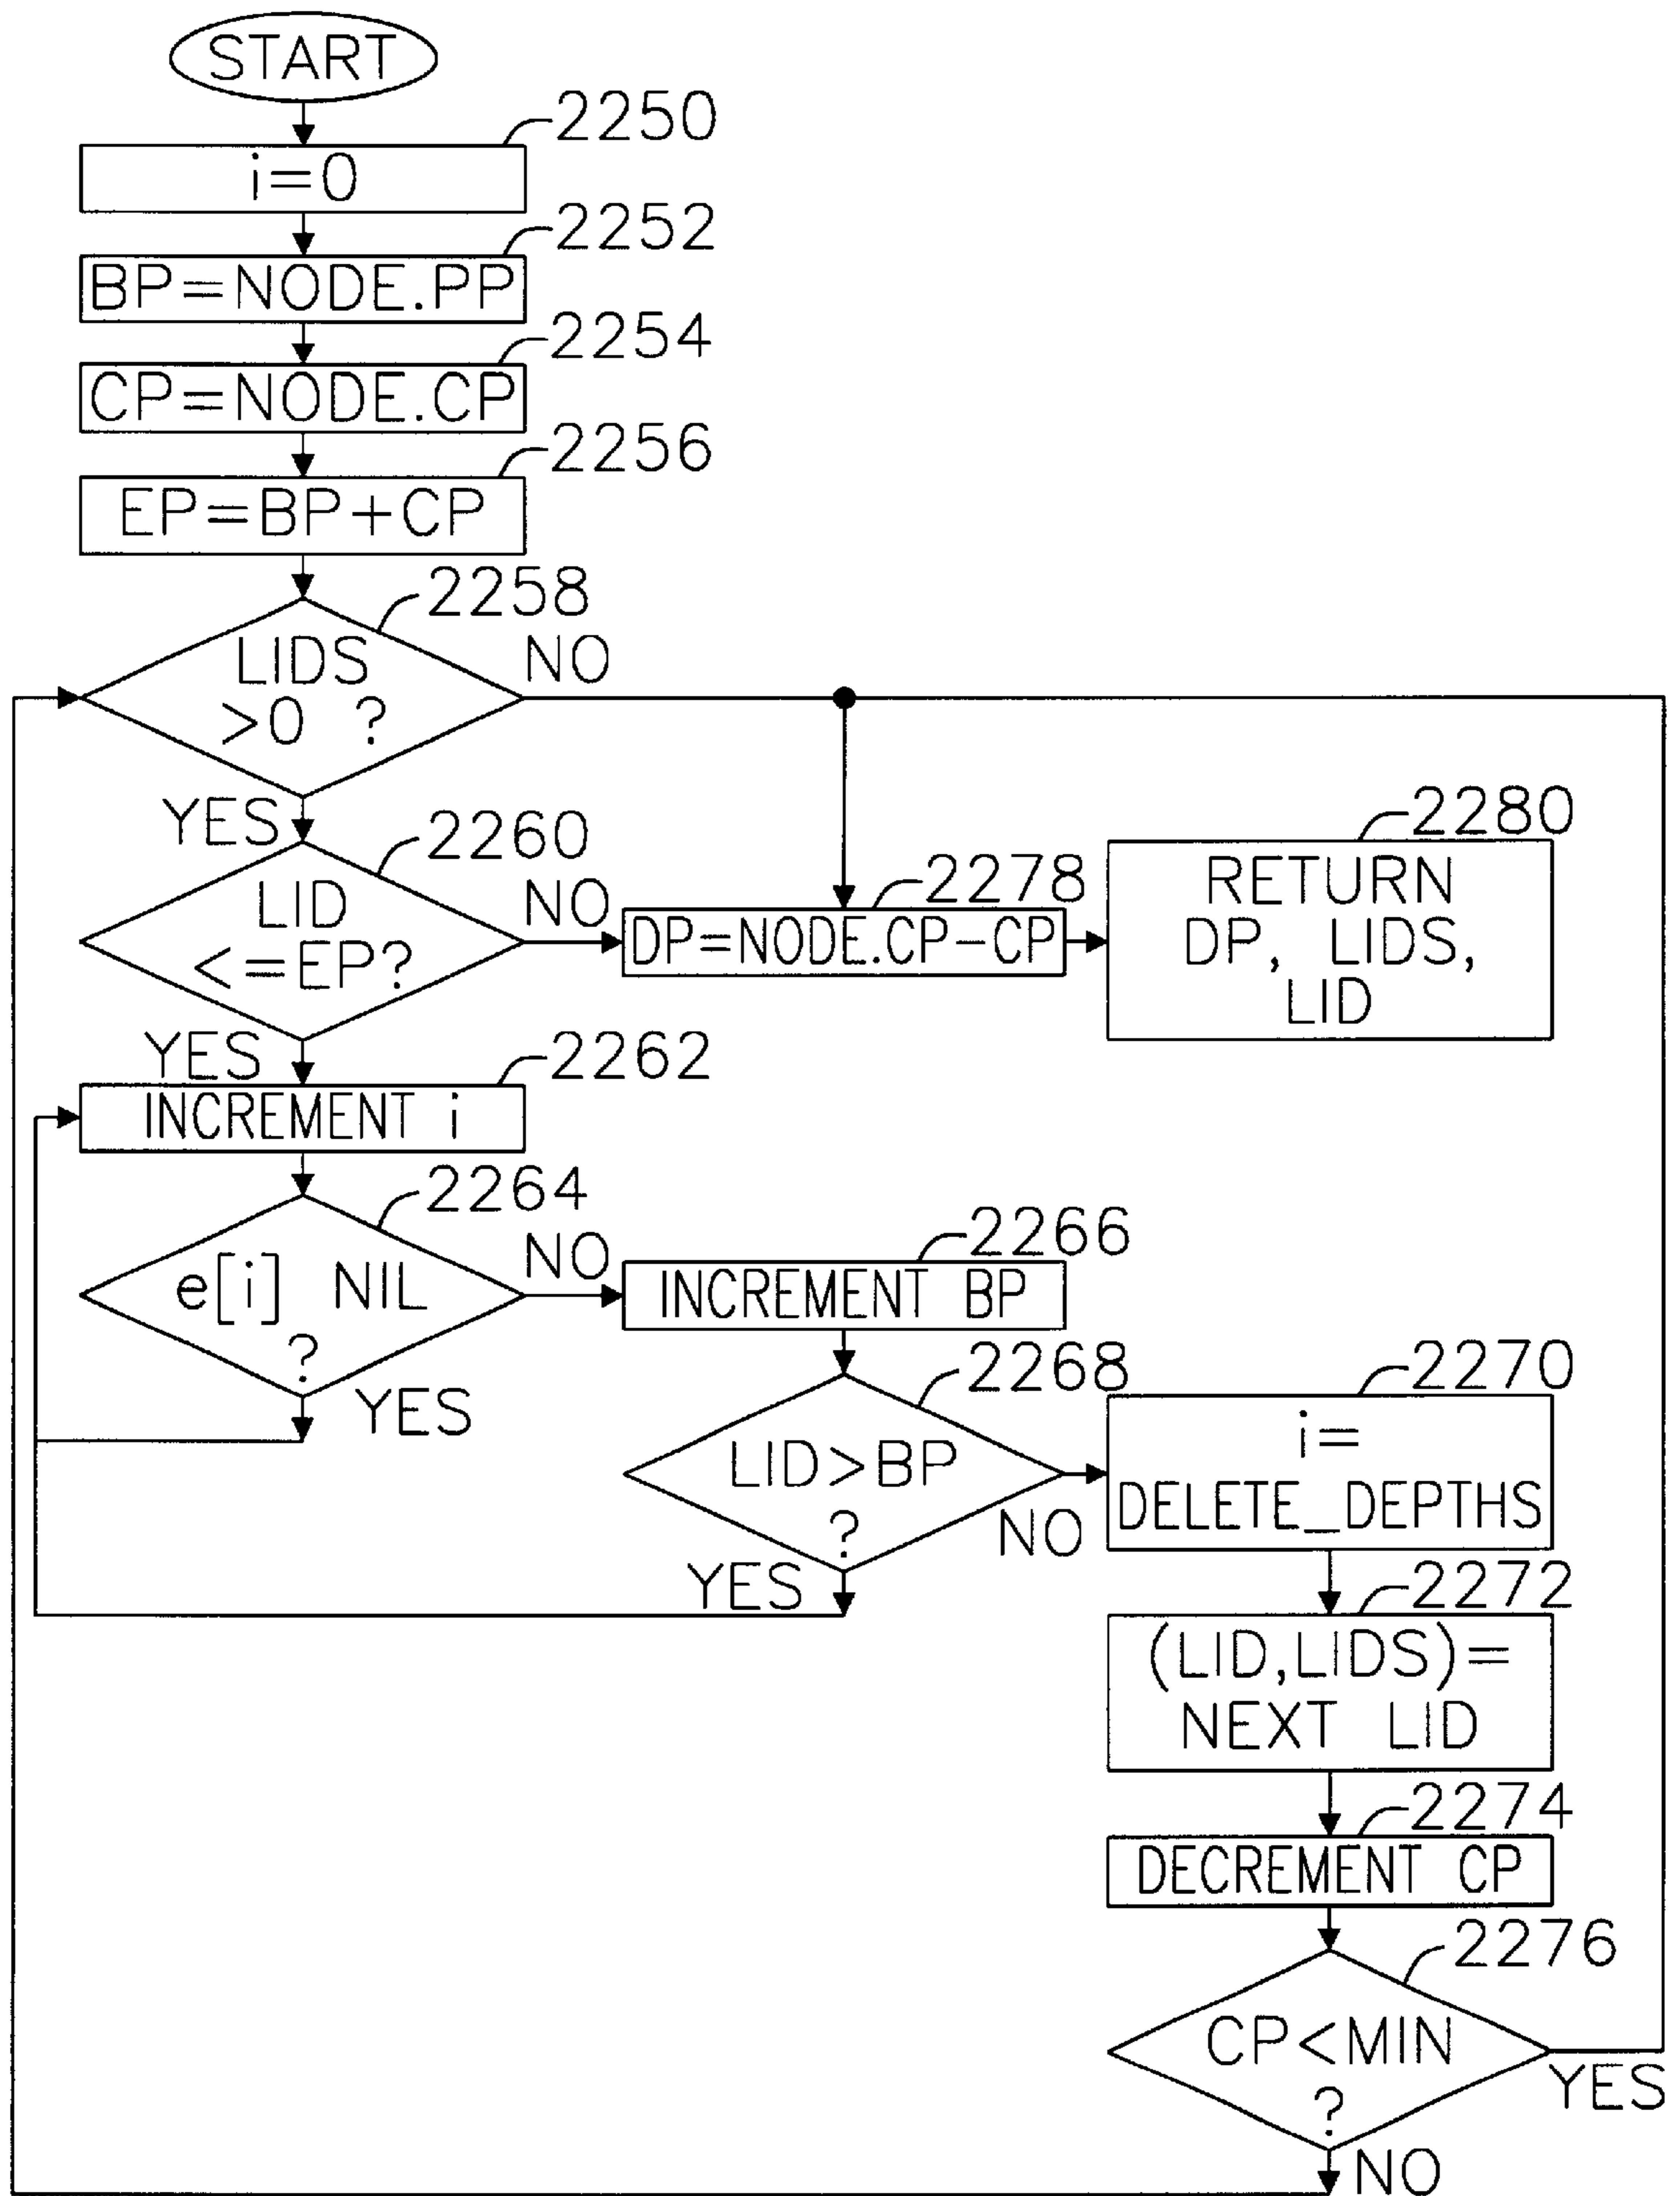 START
2250
i=0
2252
BP=NODE.PP
2254
CP=NODE.CP
2256
EP=BP+CP
2258
LIDS
>0 ?
NO
YES
2260
LID
<=EP?
NO
2278
DP=NODE.CP-CP
2280
RETURN
DP, LIDS,
LID
YES
2262
INCREMENT i
2264
e[i] NIL
?
NO
YES
2266
INCREMENT BP
2268
LID>BP
?
NO
YES
2270
i=
DELETE_DEPTHS
2272
(LID,LIDS)=
NEXT LID
2274
DECREMENT CP
2276
CP<MIN
?
YES
NO